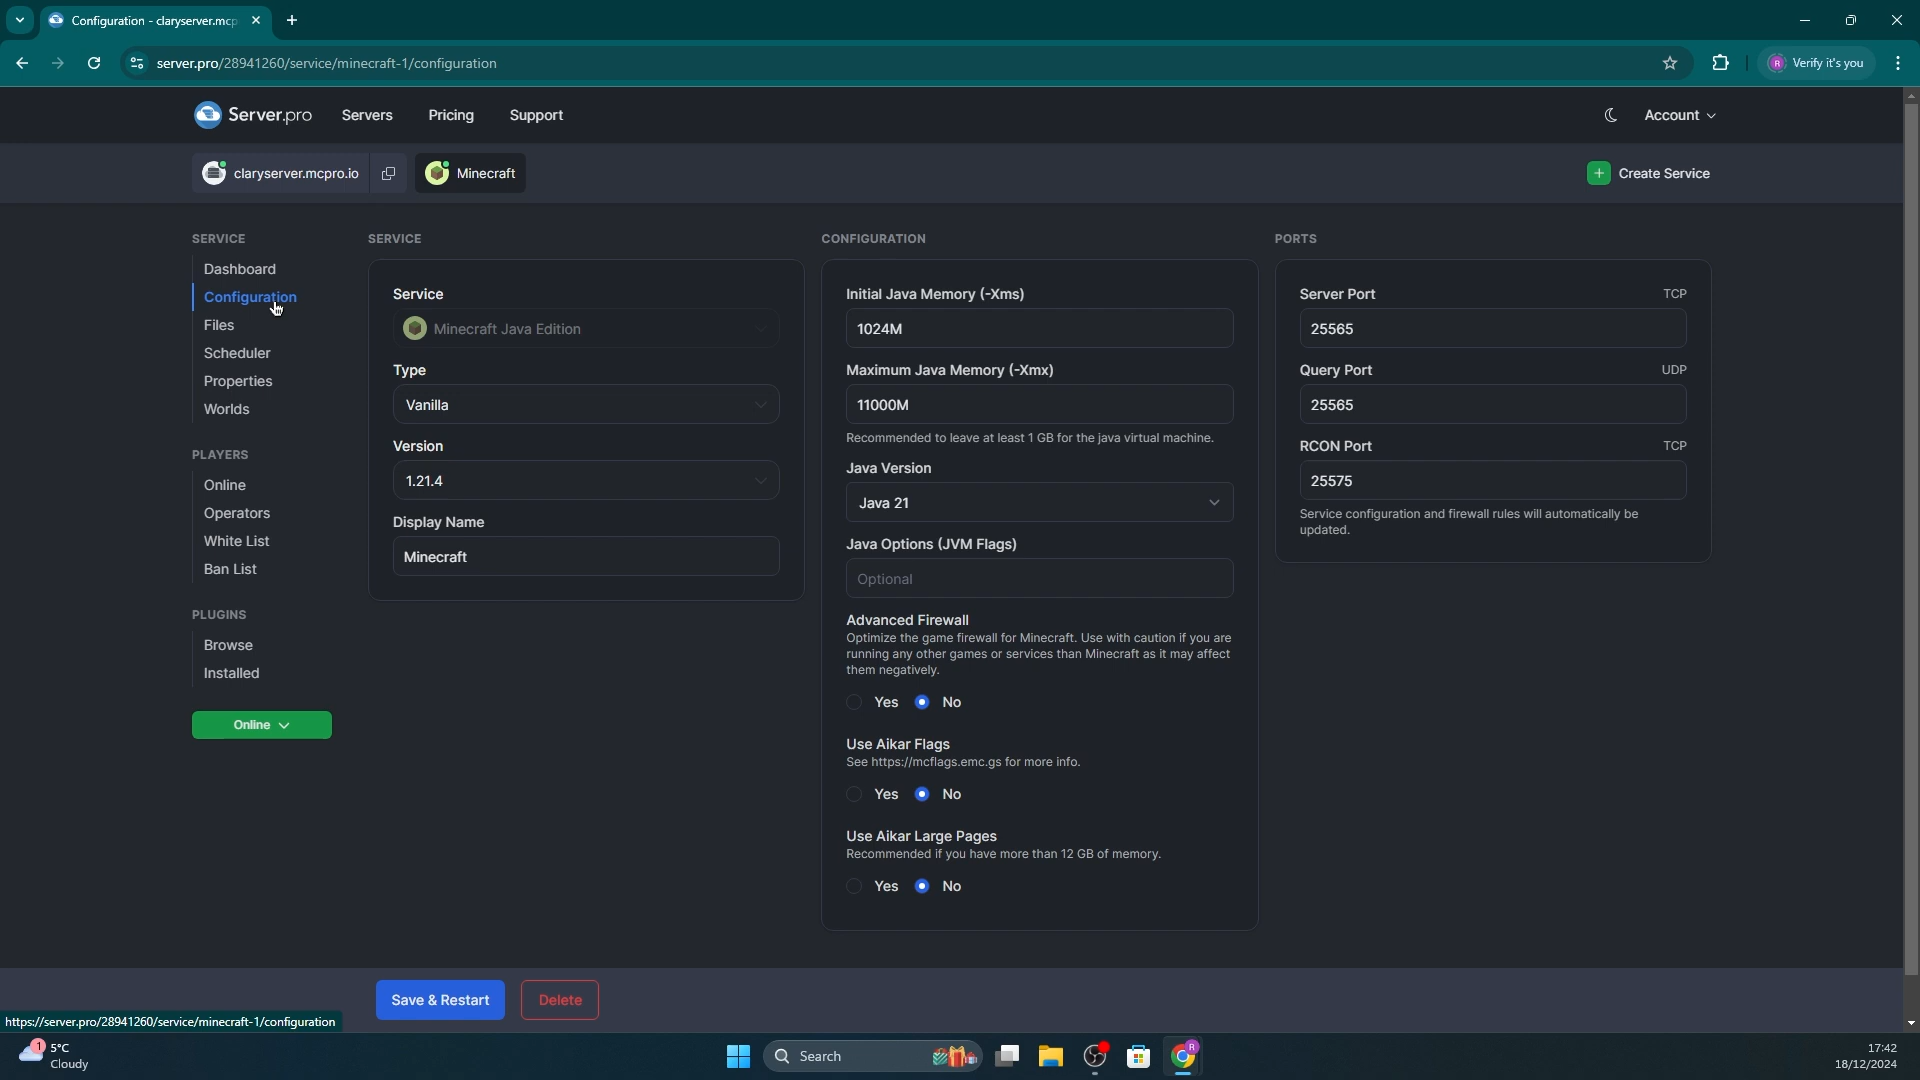 Configuration - claryserver.mcp
server.pro/28941260/service/minecraft-1/configuration
R
Verify it's you
Server.pro
Servers
Pricing
Support
Account
claryserver.mcpro.io
Minecraft
Create Service
SERVICE
Dashboard
Configuration
Files
Scheduler
Properties
Worlds
PLAYERS
Online
Operators
White List
Ban List
PLUGINS
Browse
Installed
Online
SERVICE
Service
Minecraft Java Edition
Type
Vanilla
Version
1.21.4
Display Name
Minecraft
CONFIGURATION
Initial Java Memory (-Xms)
1024M
Maximum Java Memory (-Xmx)
11000M
Recommended to leave at least 1 GB for the java virtual machine.
Java Version
Java 21
Java Options (JVM Flags)
Optional
Advanced Firewall
Optimize the game firewall for Minecraft. Use with caution if you are
running any other games or services than Minecraft as it may affect
them negatively.
Yes No
Use Aikar Flags
See https://mcflags.emc.gs for more info.
Yes No
Use Aikar Large Pages
Recommended if you have more than 12 GB of memory.
Yes No
PORTS
Server Port TCP
25565
Query Port UDP
25565
RCON Port TCP
25575
Service configuration and firewall rules will automatically be
updated.
Save & Restart
Delete
https://server.pro/28941260/service/minecraft-1/configuration
1
5°C
Cloudy
Search
R
17:42
18/12/2024